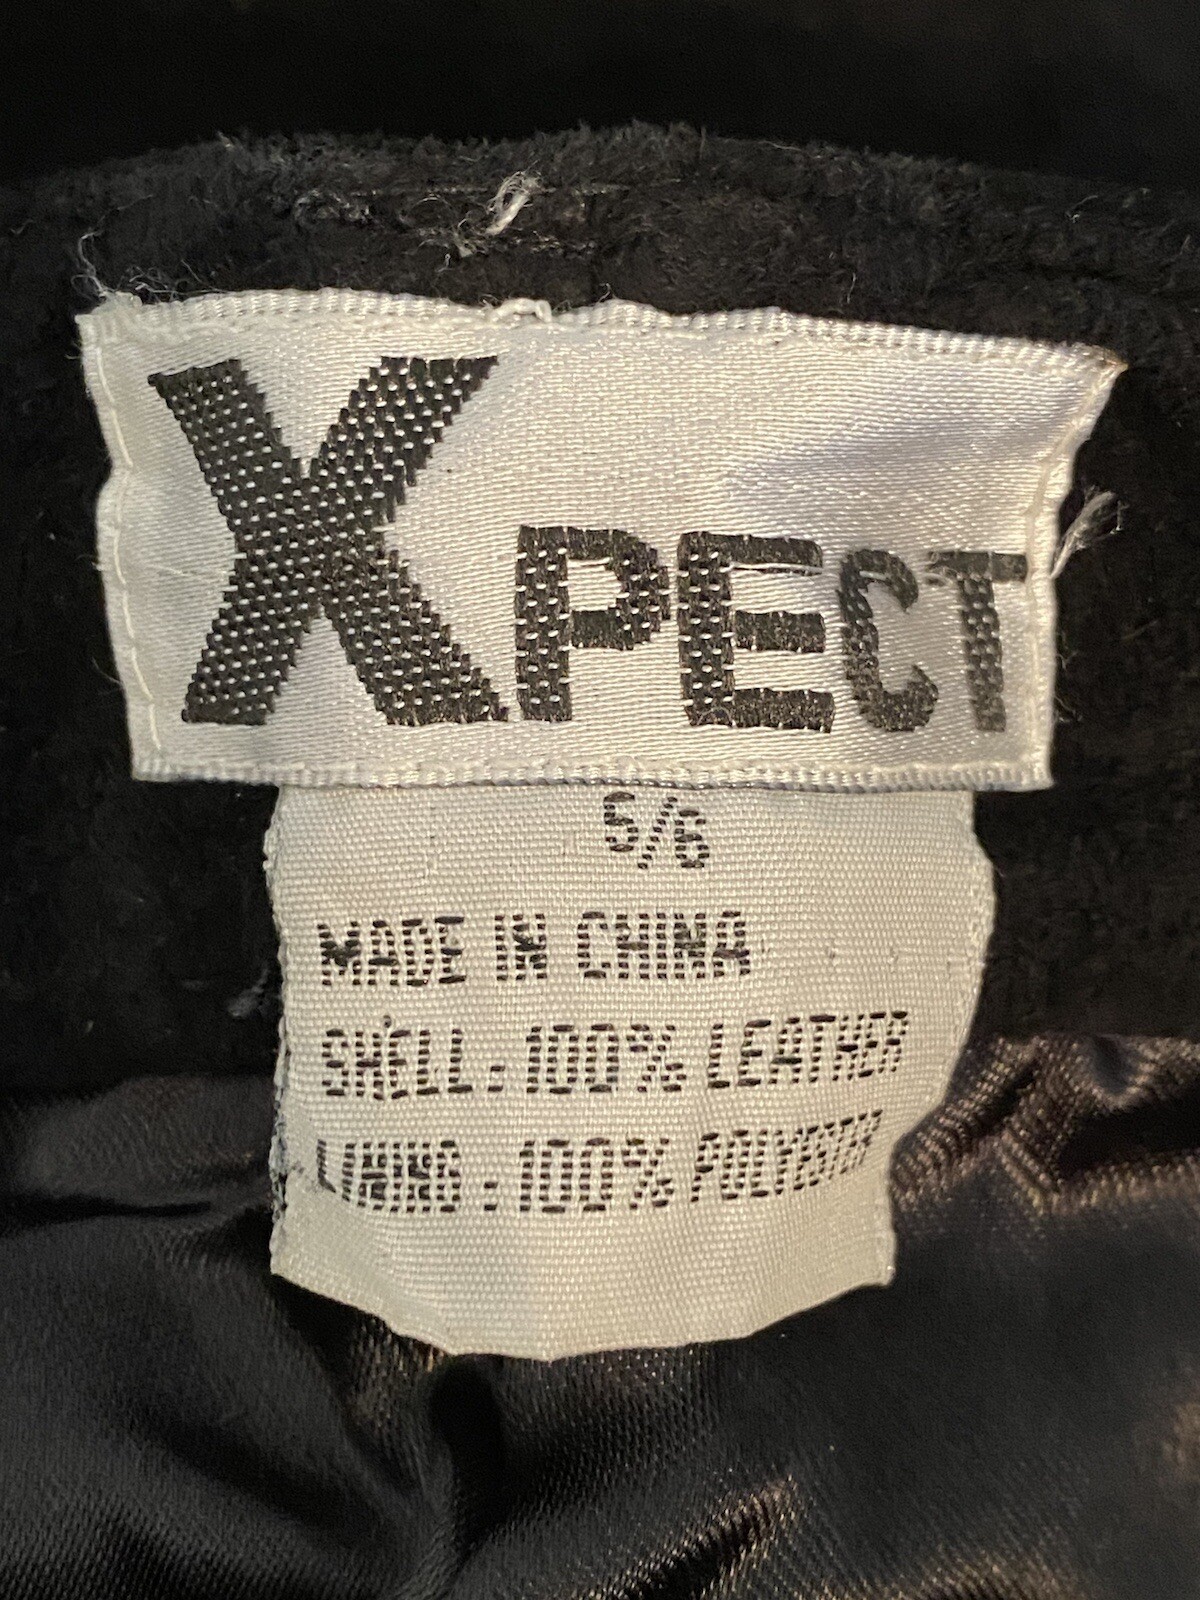 XPECT
5/6
MADE IN CHINA
SHELL: 100% LEATHER
LINING: 100% POLYESTER